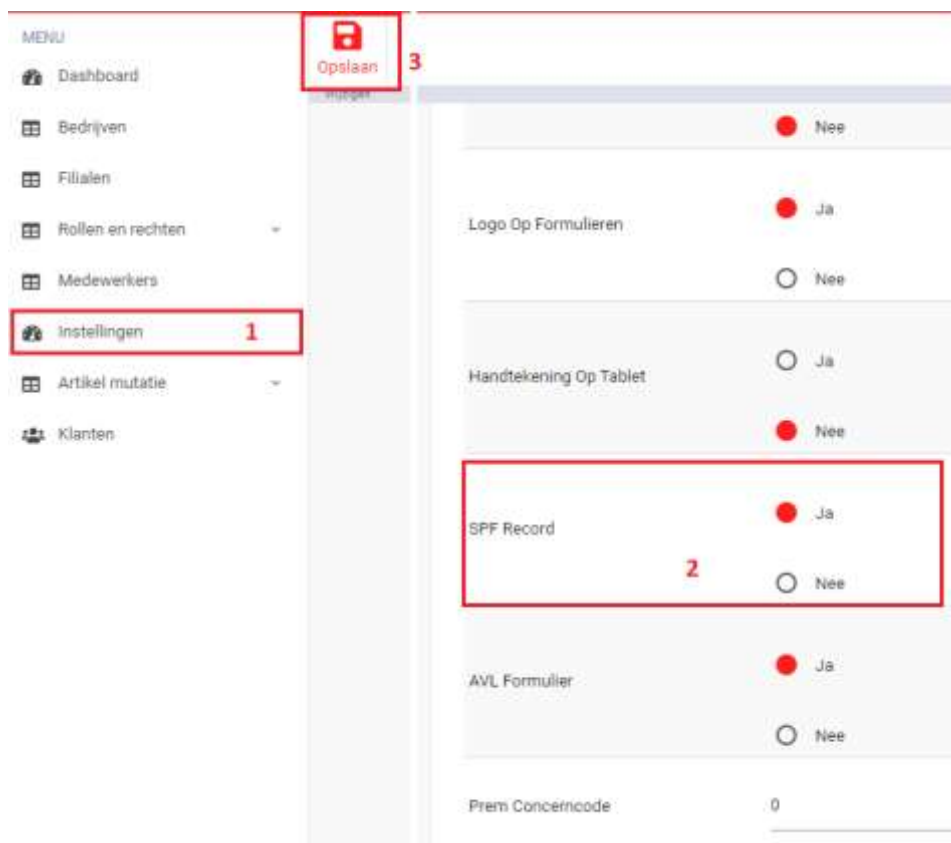 MENU
Dashboard
Bedrijven
Filialen
Rollen en rechten
Medewerkers
Instellingen 1
Artikel mutatie
Klanten
Opslaan 3
Wijzigen
Nee
Logo Op Formulieren
Ja
Nee
Handtekening Op Tablet
Ja
Nee
SPF Record
Ja
2
Nee
AVL Formulier
Ja
Nee
Prem Concerncode 0